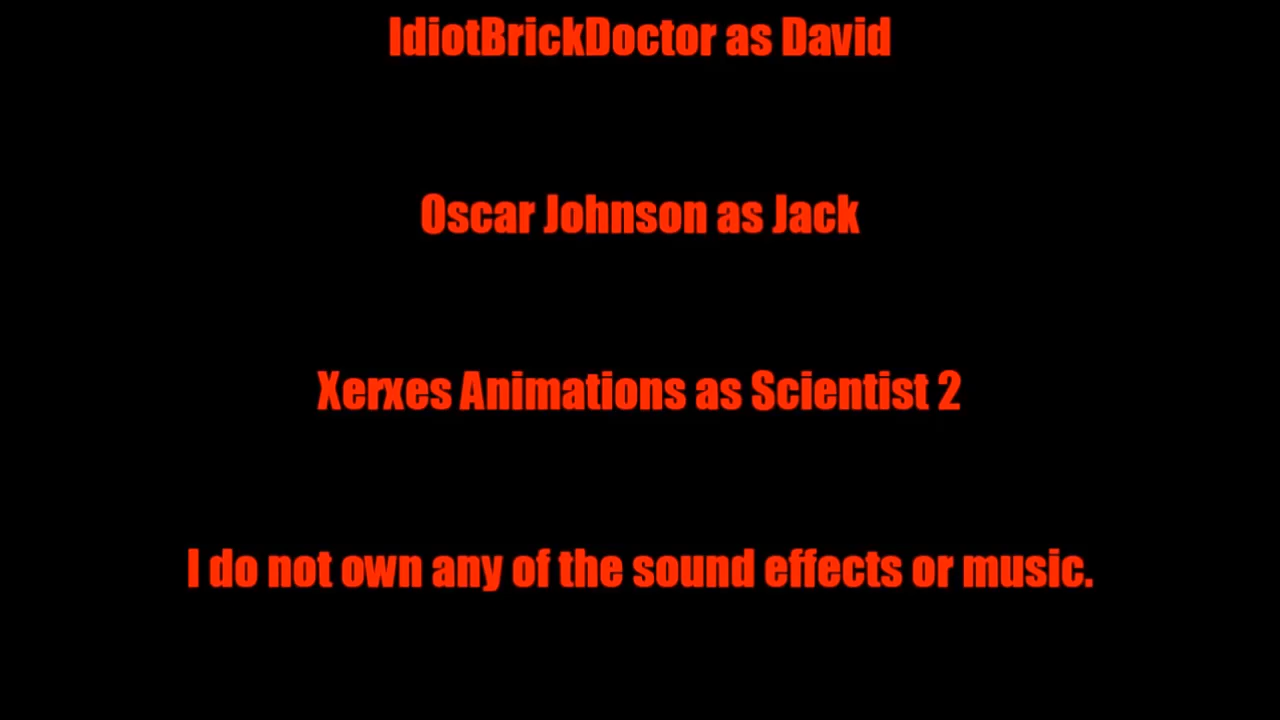 IdiotBrickDoctor as David
Oscar Johnson as Jack
Xerxes Animations as Scientist 2
I do not own any of the sound effects or music.